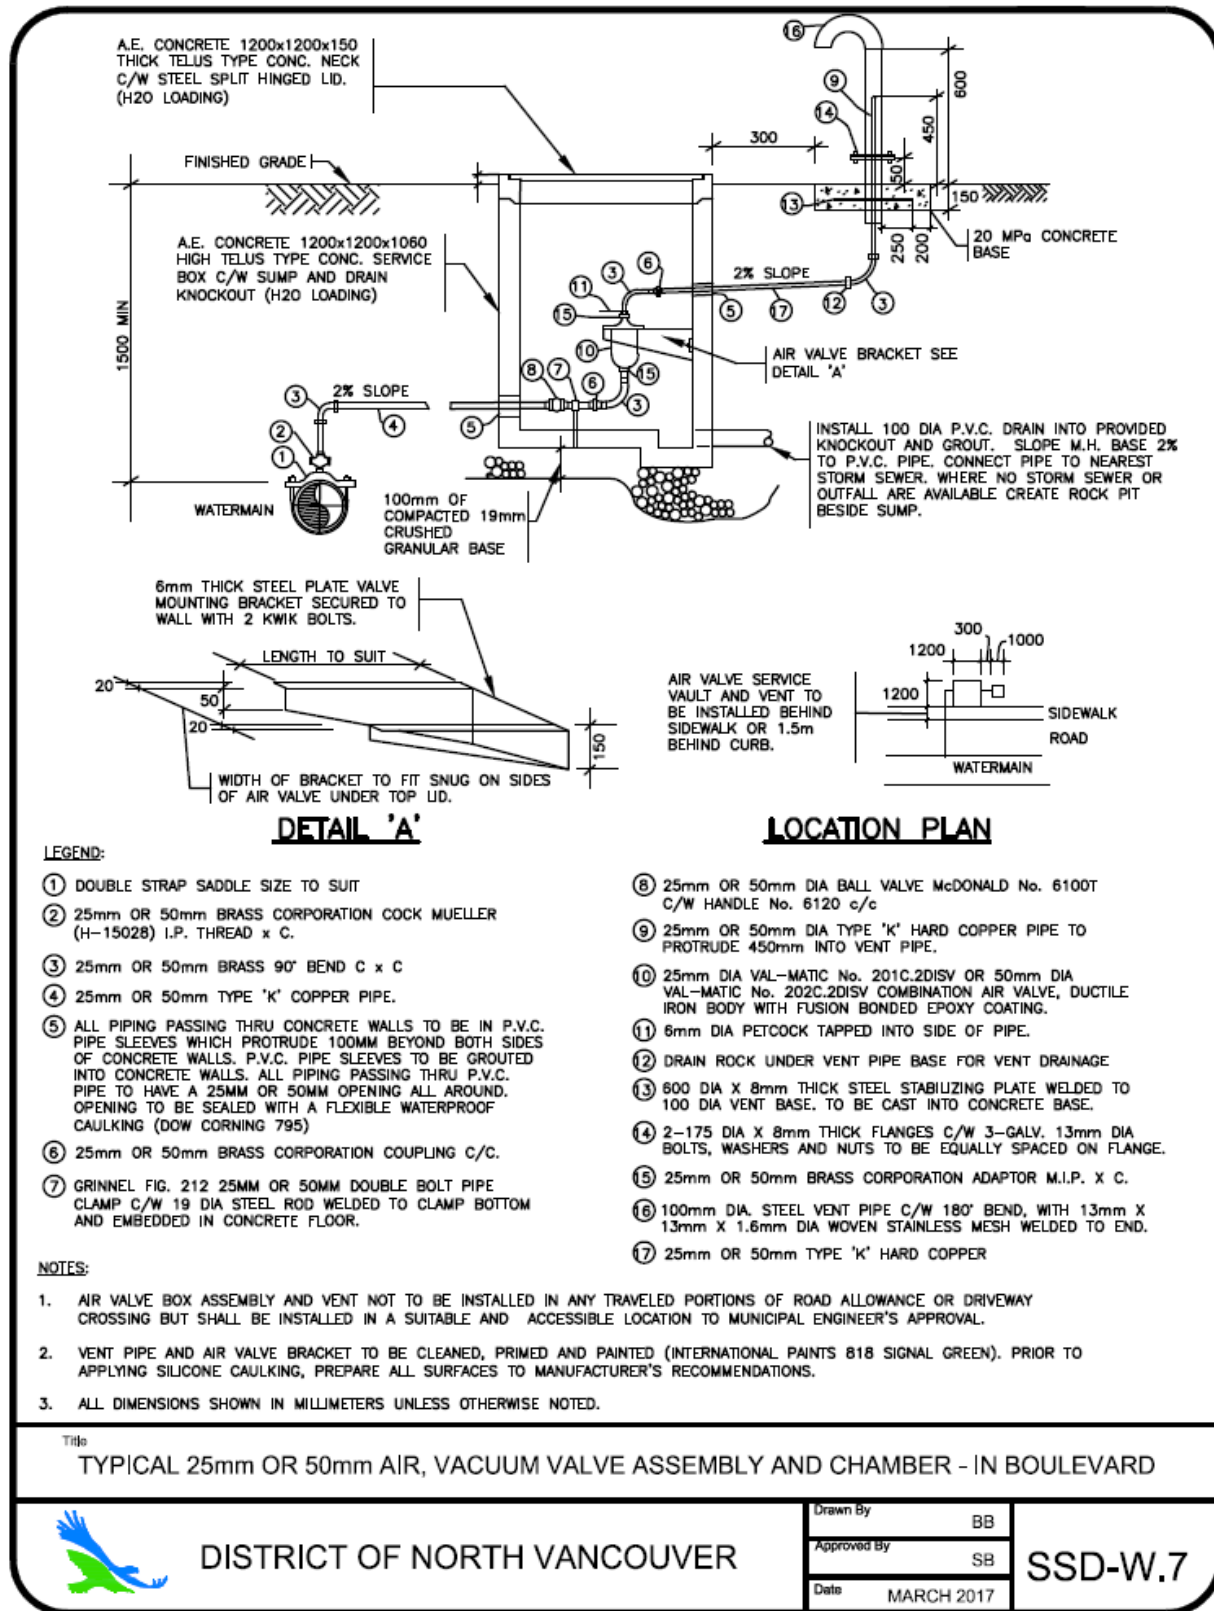 A.E. CONCRETE 1200x1200x150
THICK TELUS TYPE CONC. NECK
C/W STEEL SPLIT HINGED LID.
(H20 LOADING)
FINISHED GRADE
A.E. CONCRETE 1200x1200x1060
HIGH TELUS TYPE CONC. SERVICE
BOX C/W SUMP AND DRAIN
KNOCKOUT (H20 LOADING)
1500 MIN
16
9
14
600
450
300
50
150
13
250
200
20 MPa CONCRETE
BASE
6
3
2% SLOPE
11
15
5
17
12
3
10
AIR VALVE BRACKET SEE
DETAIL 'A'
8
7
6
15
3
3
2% SLOPE
4
5
2
1
WATERMAIN
INSTALL 100 DIA P.V.C. DRAIN INTO PROVIDED
KNOCKOUT AND GROUT. SLOPE M.H. BASE 2%
TO P.V.C. PIPE. CONNECT PIPE TO NEAREST
STORM SEWER. WHERE NO STORM SEWER OR
OUTFALL ARE AVAILABLE CREATE ROCK PIT
BESIDE SUMP.
100mm OF
COMPACTED 19mm
CRUSHED
GRANULAR BASE
6mm THICK STEEL PLATE VALVE
MOUNTING BRACKET SECURED TO
WALL WITH 2 KWIK BOLTS.
LENGTH TO SUIT
20
50
20
150
WIDTH OF BRACKET TO FIT SNUG ON SIDES
OF AIR VALVE UNDER TOP LID.
DETAIL 'A'
AIR VALVE SERVICE
VAULT AND VENT TO
BE INSTALLED BEHIND
SIDEWALK OR 1.5m
BEHIND CURB.
300
1200
1000
1200
SIDEWALK
ROAD
WATERMAIN
LOCATION PLAN
LEGEND:
1 DOUBLE STRAP SADDLE SIZE TO SUIT
2 25mm OR 50mm BRASS CORPORATION COCK MUELLER
(H-15028) I.P. THREAD x C.
3 25mm OR 50mm BRASS 90° BEND C x C
4 25mm OR 50mm TYPE 'K' COPPER PIPE.
5 ALL PIPING PASSING THRU CONCRETE WALLS TO BE IN P.V.C.
PIPE SLEEVES WHICH PROTRUDE 100MM BEYOND BOTH SIDES
OF CONCRETE WALLS. P.V.C. PIPE SLEEVES TO BE GROUTED
INTO CONCRETE WALLS. ALL PIPING PASSING THRU P.V.C.
PIPE TO HAVE A 25MM OR 50MM OPENING ALL AROUND.
OPENING TO BE SEALED WITH A FLEXIBLE WATERPROOF
CAULKING (DOW CORNING 795)
6 25mm OR 50mm BRASS CORPORATION COUPLING C/C.
7 GRINNEL FIG. 212 25MM OR 50MM DOUBLE BOLT PIPE
CLAMP C/W 19 DIA STEEL ROD WELDED TO CLAMP BOTTOM
AND EMBEDDED IN CONCRETE FLOOR.
8 25mm OR 50mm DIA BALL VALVE McDONALD No. 6100T
C/W HANDLE No. 6120 c/c
9 25mm OR 50mm DIA TYPE 'K' HARD COPPER PIPE TO
PROTRUDE 450mm INTO VENT PIPE.
10 25mm DIA VAL-MATIC No. 201C.2DISV OR 50mm DIA
VAL-MATIC No. 202C.2DISV COMBINATION AIR VALVE, DUCTILE
IRON BODY WITH FUSION BONDED EPOXY COATING.
11 6mm DIA PETCOCK TAPPED INTO SIDE OF PIPE.
12 DRAIN ROCK UNDER VENT PIPE BASE FOR VENT DRAINAGE
13 600 DIA X 8mm THICK STEEL STABILIZING PLATE WELDED TO
100 DIA VENT BASE. TO BE CAST INTO CONCRETE BASE.
14 2-175 DIA X 8mm THICK FLANGES C/W 3-GALV. 13mm DIA
BOLTS, WASHERS AND NUTS TO BE EQUALLY SPACED ON FLANGE.
15 25mm OR 50mm BRASS CORPORATION ADAPTOR M.I.P. X C.
16 100mm DIA. STEEL VENT PIPE C/W 180° BEND, WITH 13mm X
13mm X 1.6mm DIA WOVEN STAINLESS MESH WELDED TO END.
17 25mm OR 50mm TYPE 'K' HARD COPPER
NOTES:
1. AIR VALVE BOX ASSEMBLY AND VENT NOT TO BE INSTALLED IN ANY TRAVELED PORTIONS OF ROAD ALLOWANCE OR DRIVEWAY
CROSSING BUT SHALL BE INSTALLED IN A SUITABLE AND ACCESSIBLE LOCATION TO MUNICIPAL ENGINEER'S APPROVAL.
2. VENT PIPE AND AIR VALVE BRACKET TO BE CLEANED, PRIMED AND PAINTED (INTERNATIONAL PAINTS 818 SIGNAL GREEN). PRIOR TO
APPLYING SILICONE CAULKING, PREPARE ALL SURFACES TO MANUFACTURER'S RECOMMENDATIONS.
3. ALL DIMENSIONS SHOWN IN MILLIMETERS UNLESS OTHERWISE NOTED.
Title
TYPICAL 25mm OR 50mm AIR, VACUUM VALVE ASSEMBLY AND CHAMBER - IN BOULEVARD
DISTRICT OF NORTH VANCOUVER
Drawn By
BB
Approved By
SB
Date
MARCH 2017
SSD-W.7